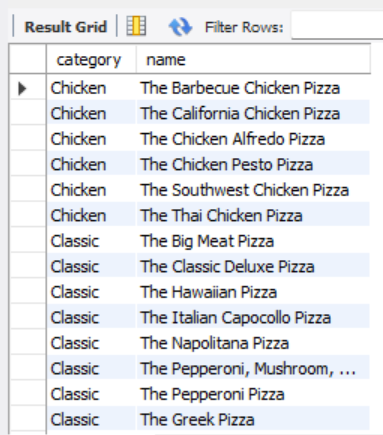 Result Grid Filter Rows:
category name
Chicken The Barbecue Chicken Pizza
Chicken The California Chicken Pizza
Chicken The Chicken Alfredo Pizza
Chicken The Chicken Pesto Pizza
Chicken The Southwest Chicken Pizza
Chicken The Thai Chicken Pizza
Classic The Big Meat Pizza
Classic The Classic Deluxe Pizza
Classic The Hawaiian Pizza
Classic The Italian Capocollo Pizza
Classic The Napolitana Pizza
Classic The Pepperoni, Mushroom, ...
Classic The Pepperoni Pizza
Classic The Greek Pizza